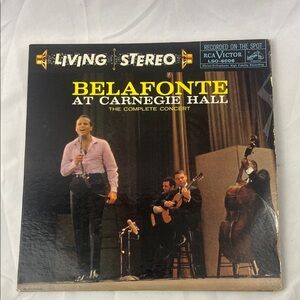 LIVING STEREO
RECORDED ON THE SPOT
RCA VICTOR
LSO-6006
BELAFONTE
AT CARNEGIE HALL
THE COMPLETE CONCERT